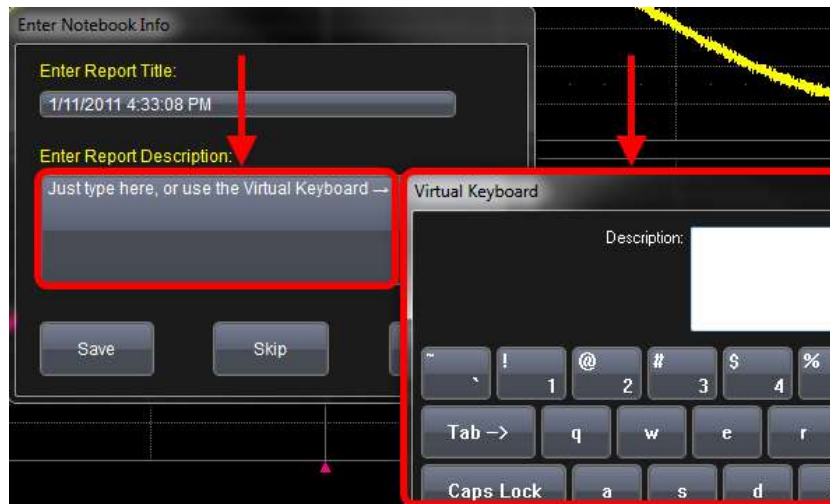 Enter Notebook Info
Enter Report Title:
1/11/2011 4:33:08 PM
Enter Report Description:
Just type here, or use the Virtual Keyboard →
Save
Skip
Virtual Keyboard
Description:
~ ` ! 1 @ 2 # 3 $ 4 %
Tab -> q w e r
Caps Lock a s d